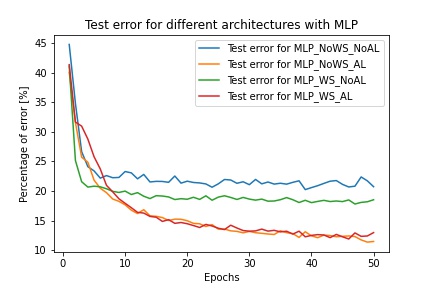 Test error for different architectures with MLP
Percentage of error [%]
45
40
35
30
25
20
15
10
Test error for MLP_NoWS_NoAL
Test error for MLP_NoWS_AL
Test error for MLP_WS_NoAL
Test error for MLP_WS_AL
0
10
20
30
40
50
Epochs